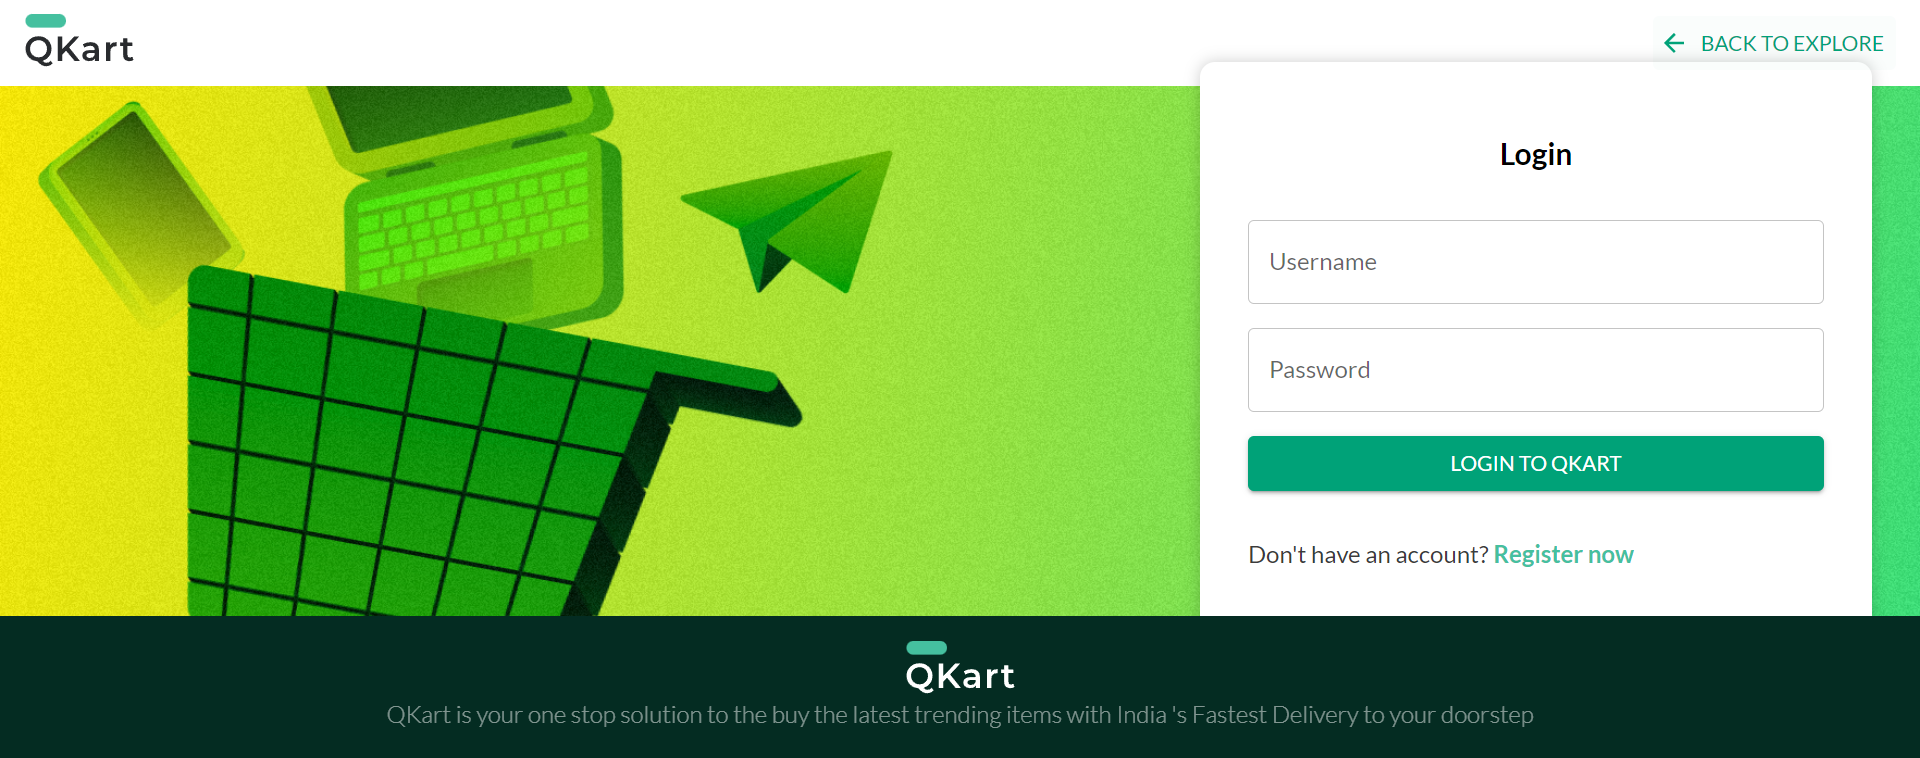 QKart
BACK TO EXPLORE
Login
Username
Password
LOGIN TO QKART
Don't have an account? Register now
QKart
QKart is your one stop solution to the buy the latest trending items with India 's Fastest Delivery to your doorstep